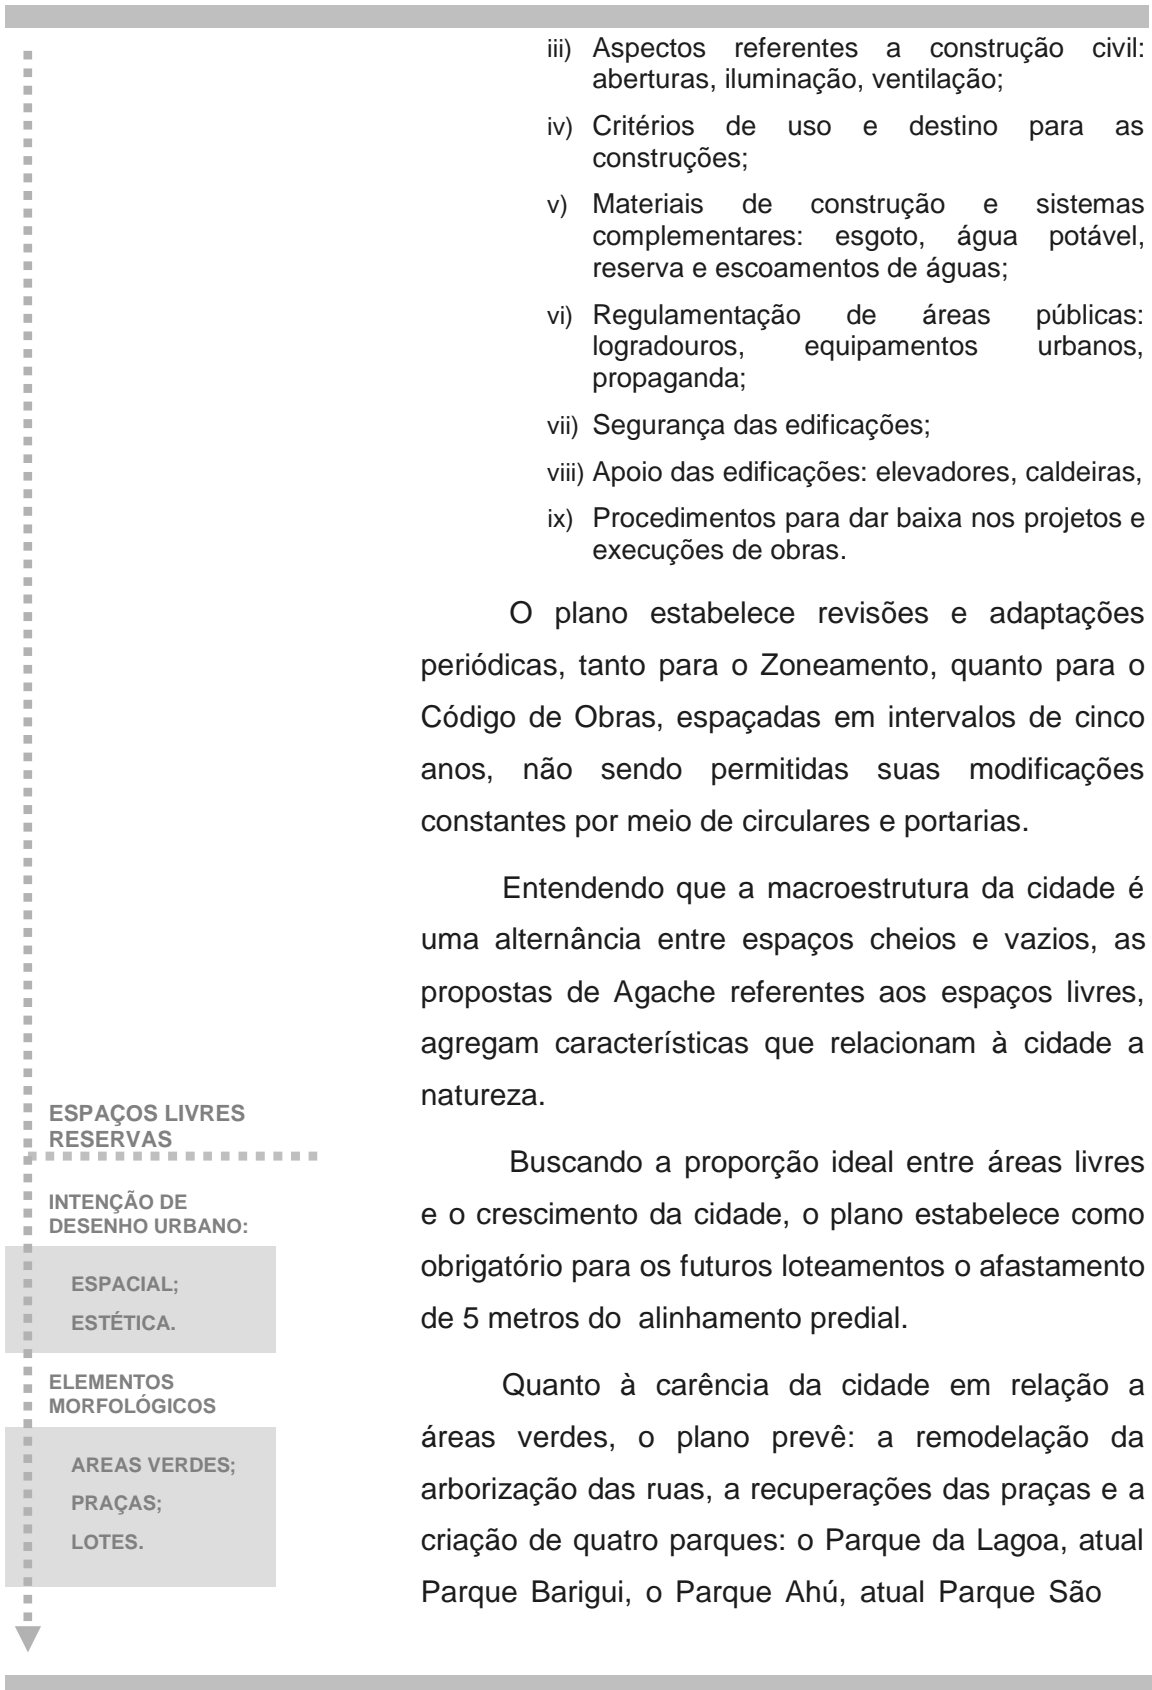 iii) Aspectos referentes a construção civil:
aberturas, iluminação, ventilação;
iv) Critérios de uso e destino para as
construções;
v) Materiais de construção e sistemas
complementares: esgoto, água potável,
reserva e escoamentos de águas;
vi) Regulamentação de áreas públicas:
logradouros, equipamentos urbanos,
propaganda;
vii) Segurança das edificações;
viii) Apoio das edificações: elevadores, caldeiras,
ix) Procedimentos para dar baixa nos projetos e
execuções de obras.
O plano estabelece revisões e adaptações
periódicas, tanto para o Zoneamento, quanto para o
Código de Obras, espaçadas em intervalos de cinco
anos, não sendo permitidas suas modificações
constantes por meio de circulares e portarias.
Entendendo que a macroestrutura da cidade é
uma alternância entre espaços cheios e vazios, as
propostas de Agache referentes aos espaços livres,
agregam características que relacionam à cidade a
natureza.
Buscando a proporção ideal entre áreas livres
e o crescimento da cidade, o plano estabelece como
obrigatório para os futuros loteamentos o afastamento
de 5 metros do alinhamento predial.
Quanto à carência da cidade em relação a
áreas verdes, o plano prevê: a remodelação da
arborização das ruas, a recuperações das praças e a
criação de quatro parques: o Parque da Lagoa, atual
Parque Barigui, o Parque Ahú, atual Parque São
ESPAÇOS LIVRES
RESERVAS
INTENÇÃO DE
DESENHO URBANO:
ESPACIAL;
ESTÉTICA.
ELEMENTOS
MORFOLÓGICOS
AREAS VERDES;
PRAÇAS;
LOTES.